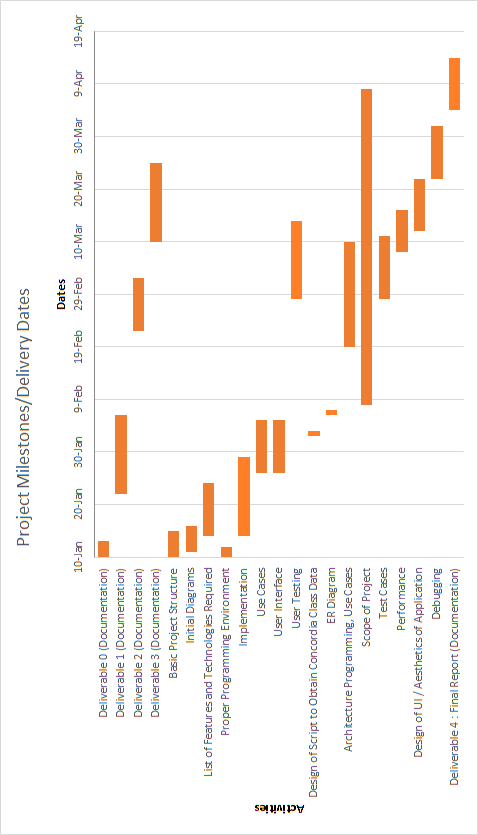 Project Milestones/Delivery Dates
Dates
10-Jan
20-Jan
30-Jan
9-Feb
19-Feb
29-Feb
10-Mar
20-Mar
30-Mar
9-Apr
19-Apr
Activities
Deliverable 0 (Documentation)
Deliverable 1 (Documentation)
Deliverable 2 (Documentation)
Deliverable 3 (Documentation)
Basic Project Structure
Initial Diagrams
List of Features and Technologies Required
Proper Programming Environment
Implementation
Use Cases
User Interface
User Testing
Design of Script to Obtain Concordia Class Data
ER Diagram
Architecture Programming, Use Cases
Scope of Project
Test Cases
Performance
Design of UI / Aesthetics of Application
Debugging
Deliverable 4 : Final Report (Documentation)